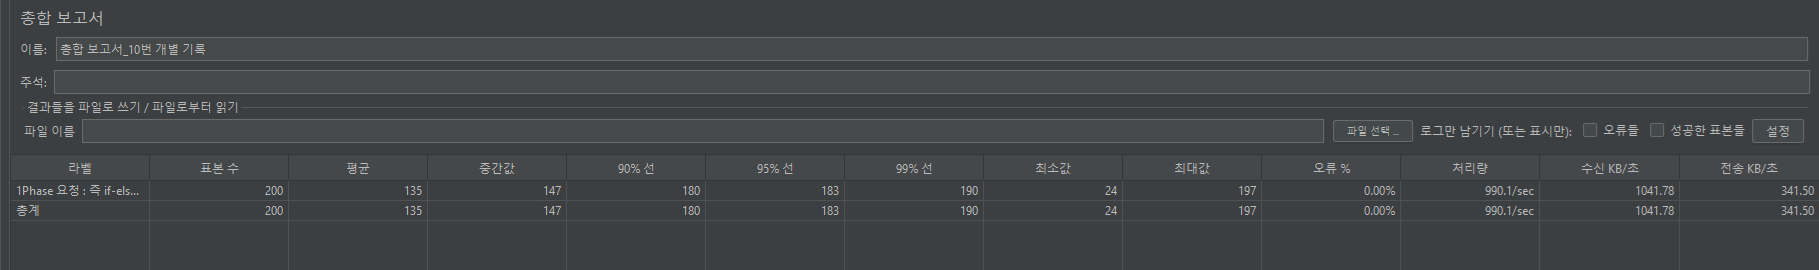 총합 보고서
이름: 총합 보고서_10번 개별 기록
주석:
결과들을 파일로 쓰기 / 파일로부터 읽기
파일 이름 파일 선택 ... 로그만 남기기 (또는 표시만): 오류들 성공한 표본들 설정
라벨 표본 수 평균 중간값 90% 선 95% 선 99% 선 최소값 최대값 오류 % 처리량 수신 KB/초 전송 KB/초
1Phase 요청 : 즉 if-els... 200 135 147 180 183 190 24 197 0.00% 990.1/sec 1041.78 341.50
총계 200 135 147 180 183 190 24 197 0.00% 990.1/sec 1041.78 341.50